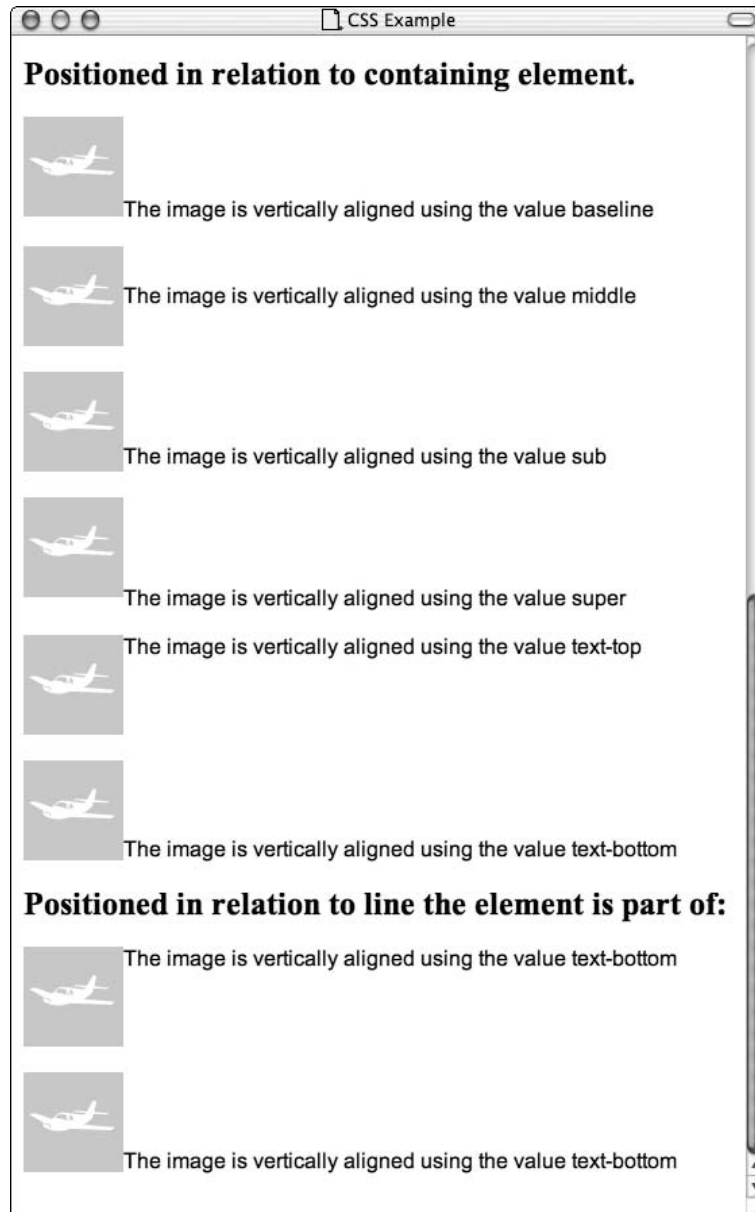 CSS Example
Positioned in relation to containing element.
The image is vertically aligned using the value baseline
The image is vertically aligned using the value middle
The image is vertically aligned using the value sub
The image is vertically aligned using the value super
The image is vertically aligned using the value text-top
The image is vertically aligned using the value text-bottom
Positioned in relation to line the element is part of:
The image is vertically aligned using the value text-bottom
The image is vertically aligned using the value text-bottom